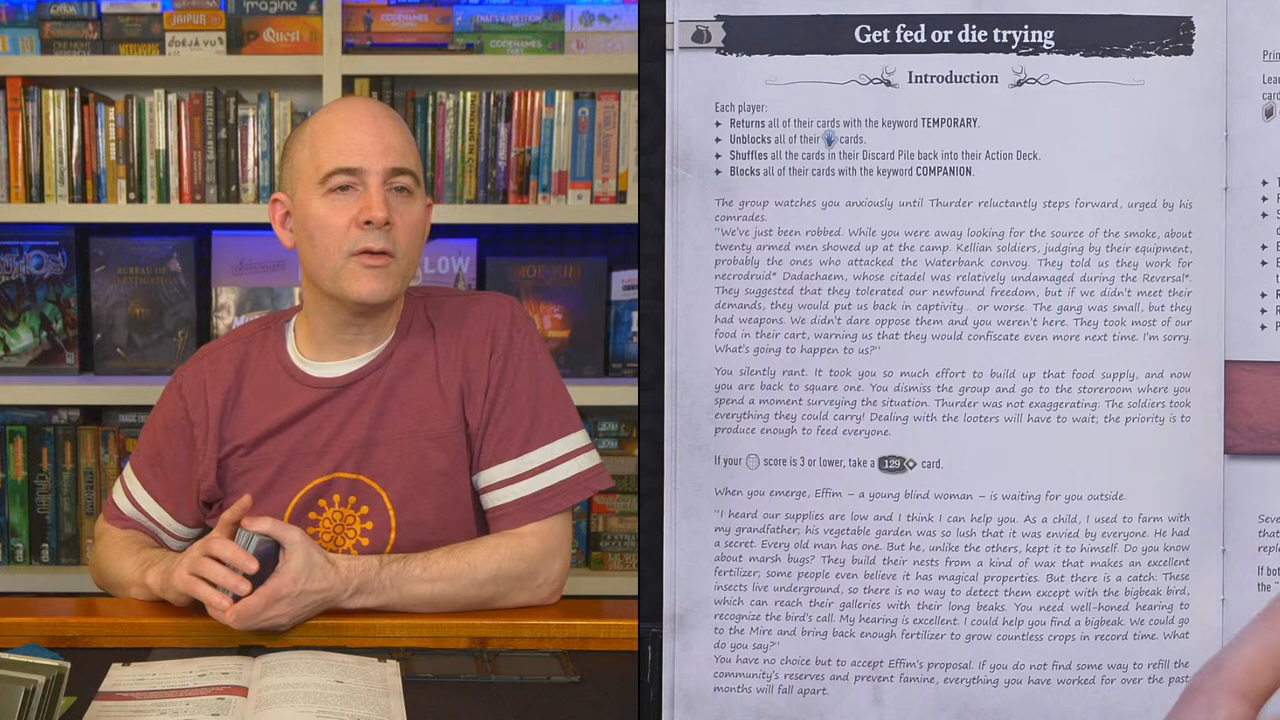 JAIPUR
DÉJÀ VU
WEREWORDS
Imagine
Quest
CODENAMES
PICTURES
THAT'S A QUESTION!
CODENAMES
DUET
BUREAU OF
INVESTIGATION
LOW
Get fed or die trying
Introduction
Each player:
✦ Returns all of their cards with the keyword TEMPORARY.
✦ Unblocks all of their cards.
✦ Shuffles all the cards in their Discard Pile back into their Action Deck.
✦ Blocks all of their cards with the keyword COMPANION.
The group watches you anxiously until Thurder reluctantly steps forward, urged by his
comrades.
"We've just been robbed. While you were away looking for the source of the smoke, about
twenty armed men showed up at the camp. Kellian soldiers, judging by their equipment,
probably the ones who attacked the Waterbank convoy. They told us they work for
necrodruid* Dadachaam, whose citadel was relatively undamaged during the Reversal*.
They suggested that they tolerated our newfound freedom, but if we didn't meet their
demands, they would put us back in captivity... or worse. The gang was small, but they
had weapons. We didn't dare oppose them and you weren't here. They took most of our
food in their cart, warning us that they would confiscate even more next time. I'm sorry.
What's going to happen to us?"
You silently rant. It took you so much effort to build up that food supply, and now
you are back to square one. You dismiss the group and go to the storeroom where you
spend a moment surveying the situation. Thurder was not exaggerating: The soldiers took
everything they could carry! Dealing with the looters will have to wait; the priority is to
produce enough to feed everyone.
If your score is 3 or lower, take a 129 card.
When you emerge, Effim – a young blind woman – is waiting for you outside.
"I heard our supplies are low and I think I can help you. As a child, I used to farm with
my grandfather, his vegetable garden was so lush that it was envied by everyone. He had
a secret. Every old man has one. But he, unlike the others, kept it to himself. Do you know
about marsh bugs? They build their nests from a kind of wax that makes an excellent
fertilizer; some people even believe it has magical properties. But there is a catch: These
insects live underground, so there is no way to detect them except with the bigbeak bird,
which can reach their galleries with their long beaks. You need well-honed hearing to
recognize the bird's call. My hearing is excellent. I could help you find a bigbeak. We could go
to the Mire and bring back enough fertilizer to grow countless crops in record time. What
do you say?"
You have no choice but to accept Effim's proposal. If you do not find some way to refill the
community's reserves and prevent famine, everything you have worked for over the past
months will fall apart.